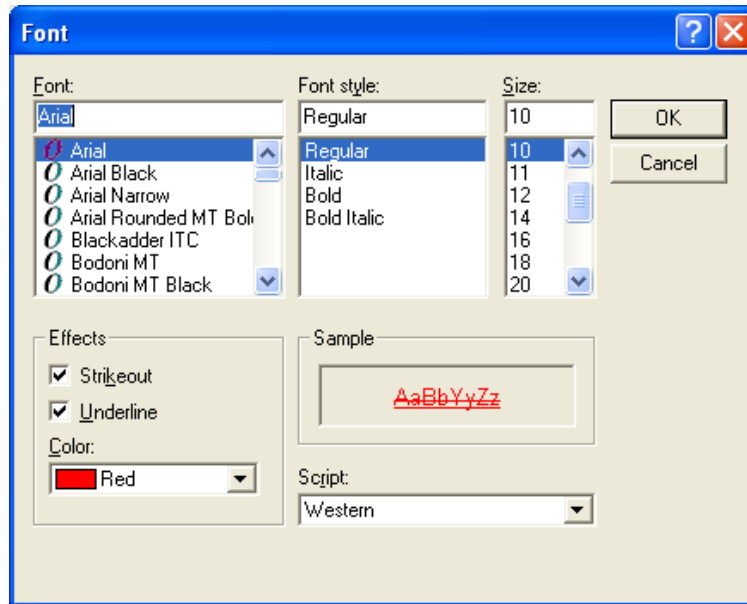 Font
Font:
Arial
Arial
Arial Black
Arial Narrow
Arial Rounded MT Bol
Blackadder ITC
Bodoni MT
Bodoni MT Black
Font style:
Regular
Regular
Italic
Bold
Bold Italic
Size:
10
10
11
12
14
16
18
20
OK
Cancel
Effects
Strikeout
Underline
Color:
Red
Sample
AaBbYyZz
Script:
Western